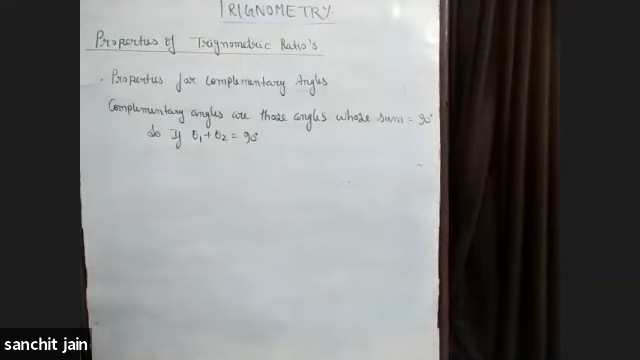 TRIGNOMETRY.
Properties of Trignometric Ratio's
. Properties for Complementary Angles
Complementary angles are those angles whose sum = 90°
So If θ1 + θ2 = 90°
sanchit jain